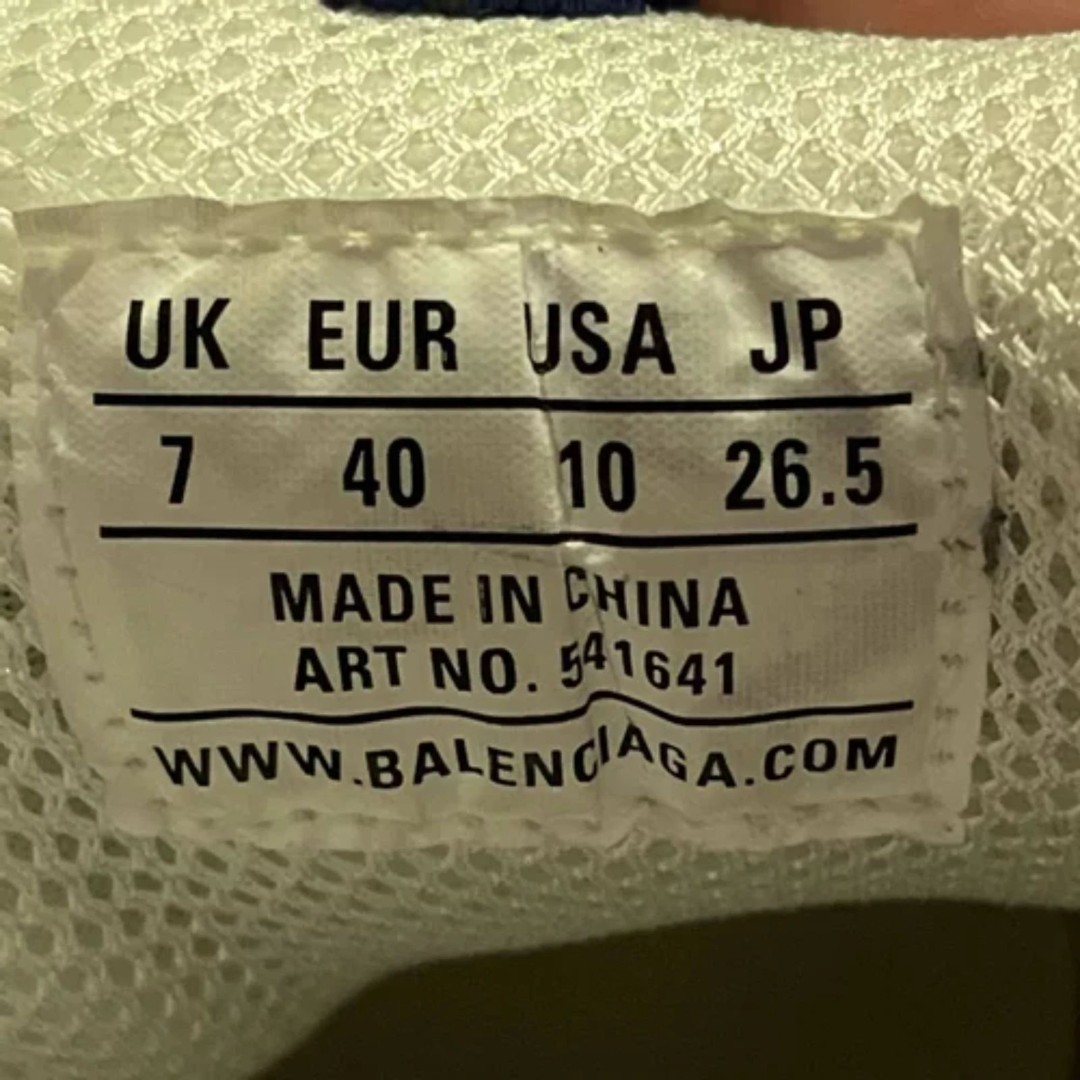 UK EUR USA JP
7 40 10 26.5
MADE IN CHINA
ART NO. 541641
WWW.BALENCIAGA.COM